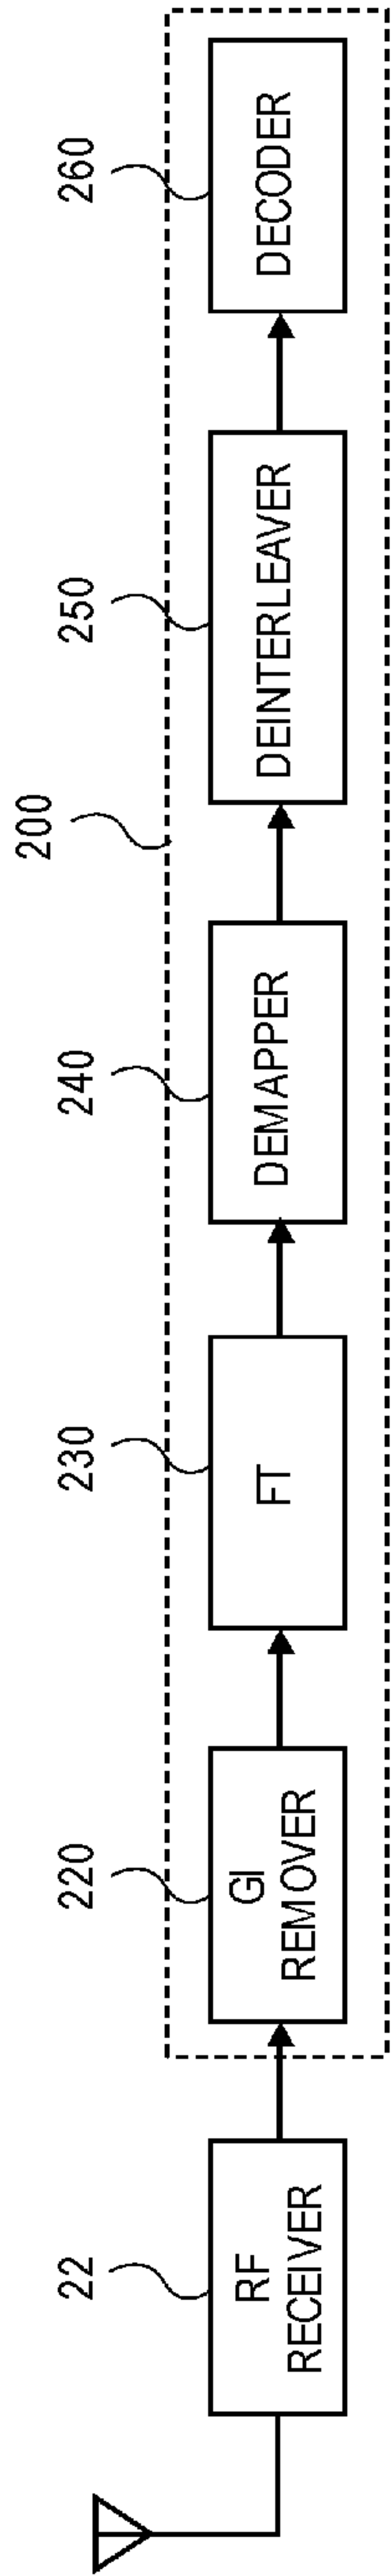 200
22
220
230
240
250
260
RF
RECEIVER
GI
REMOVER
FT
DEMAPPER
DEINTERLEAVER
DECODER